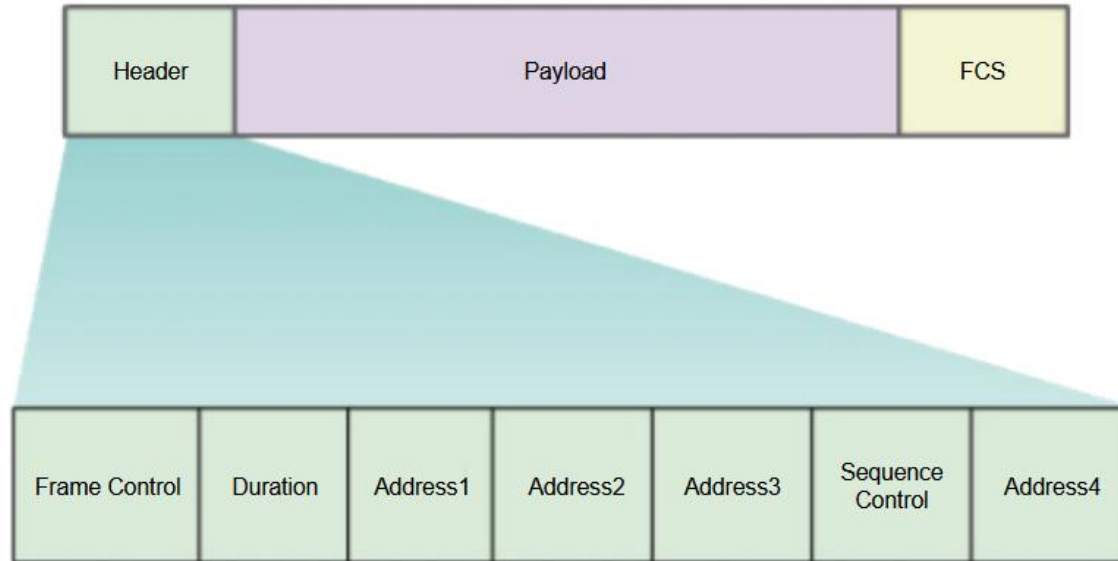 Header
Payload
FCS
Frame Control
Duration
Address1
Address2
Address3
Sequence
Control
Address4